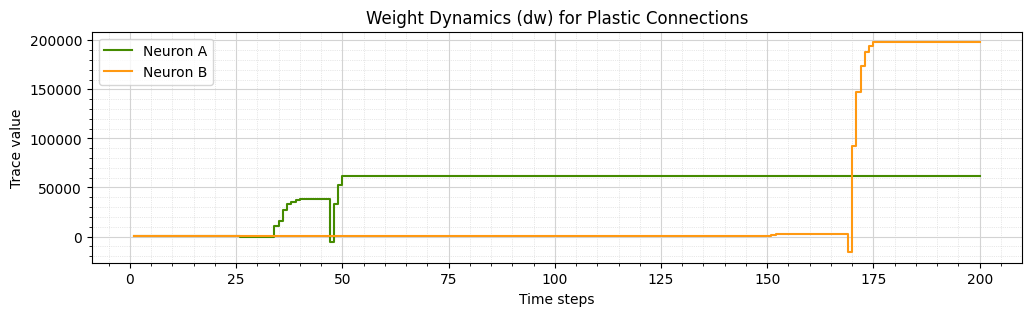 Weight Dynamics (dw) for Plastic Connections
Neuron A
Neuron B
Trace value
200000
150000
100000
50000
0
0 25 50 75 100 125 150 175 200
Time steps